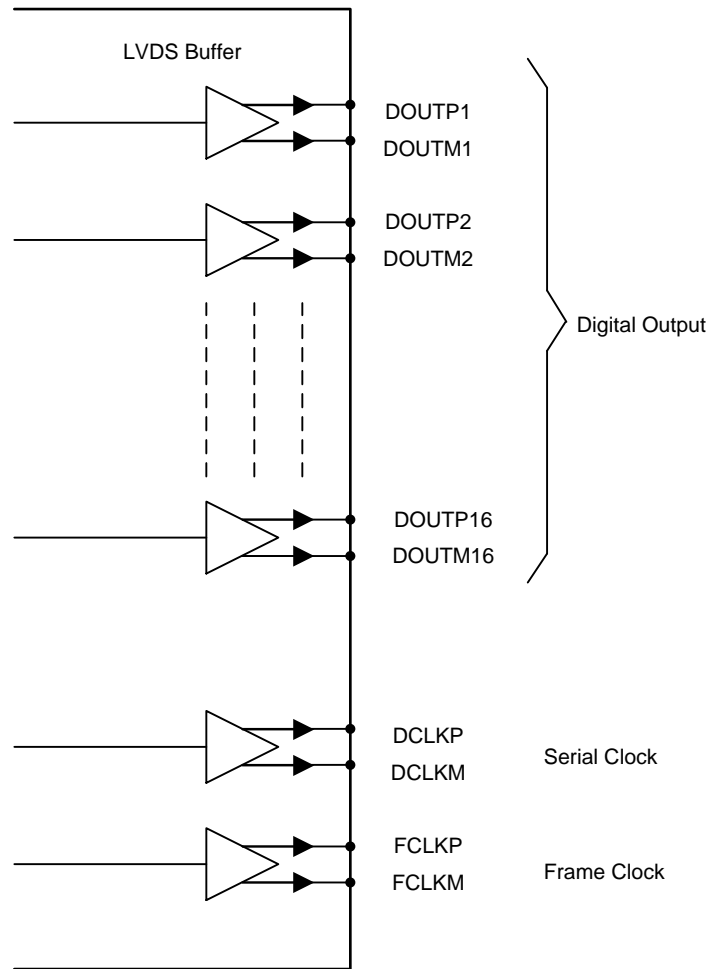 LVDS Buffer
DOUTP1
DOUTM1
DOUTP2
DOUTM2
Digital Output
DOUTP16
DOUTM16
DCLKP
DCLKM
Serial Clock
FCLKP
FCLKM
Frame Clock